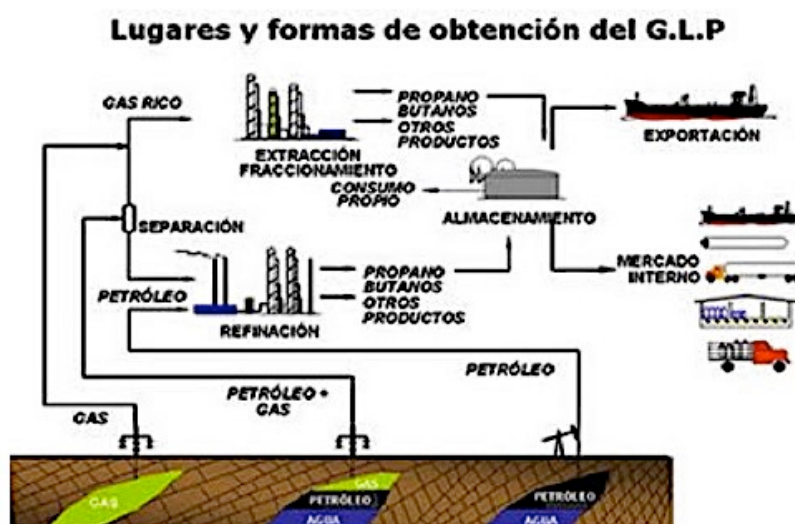 Lugares y formas de obtención del G.L.P
GAS RICO
EXTRACCIÓN
FRACCIONAMIENTO
PROPANO
BUTANOS
OTROS
PRODUCTOS
EXPORTACIÓN
CONSUMO
PROPIO
ALMACENAMIENTO
SEPARACIÓN
PETRÓLEO
REFINACIÓN
PROPANO
BUTANOS
OTROS
PRODUCTOS
MERCADO
INTERNO
GAS
PETRÓLEO +
GAS
PETRÓLEO
GAS
GAS
PETRÓLEO
AGUA
PETRÓLEO
AGUA